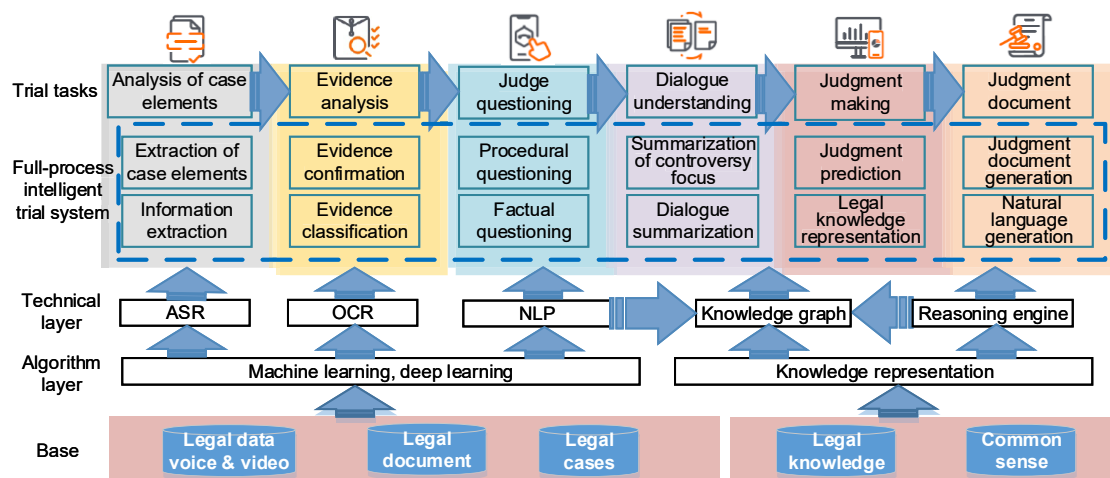 Trial tasks
Analysis of case
elements
Evidence
analysis
Judge
questioning
Dialogue
understanding
Judgment
making
Judgment
document
Full-process
intelligent
trial system
Extraction of
case elements
Evidence
confirmation
Procedural
questioning
Summarization
of controversy
focus
Judgment
prediction
Judgment
document
generation
Information
extraction
Evidence
classification
Factual
questioning
Dialogue
summarization
Legal
knowledge
representation
Natural
language
generation
Technical
layer
ASR
OCR
NLP
Knowledge graph
Reasoning engine
Algorithm
layer
Machine learning, deep learning
Knowledge representation
Base
Legal data
voice & video
Legal
document
Legal
cases
Legal
knowledge
Common
sense